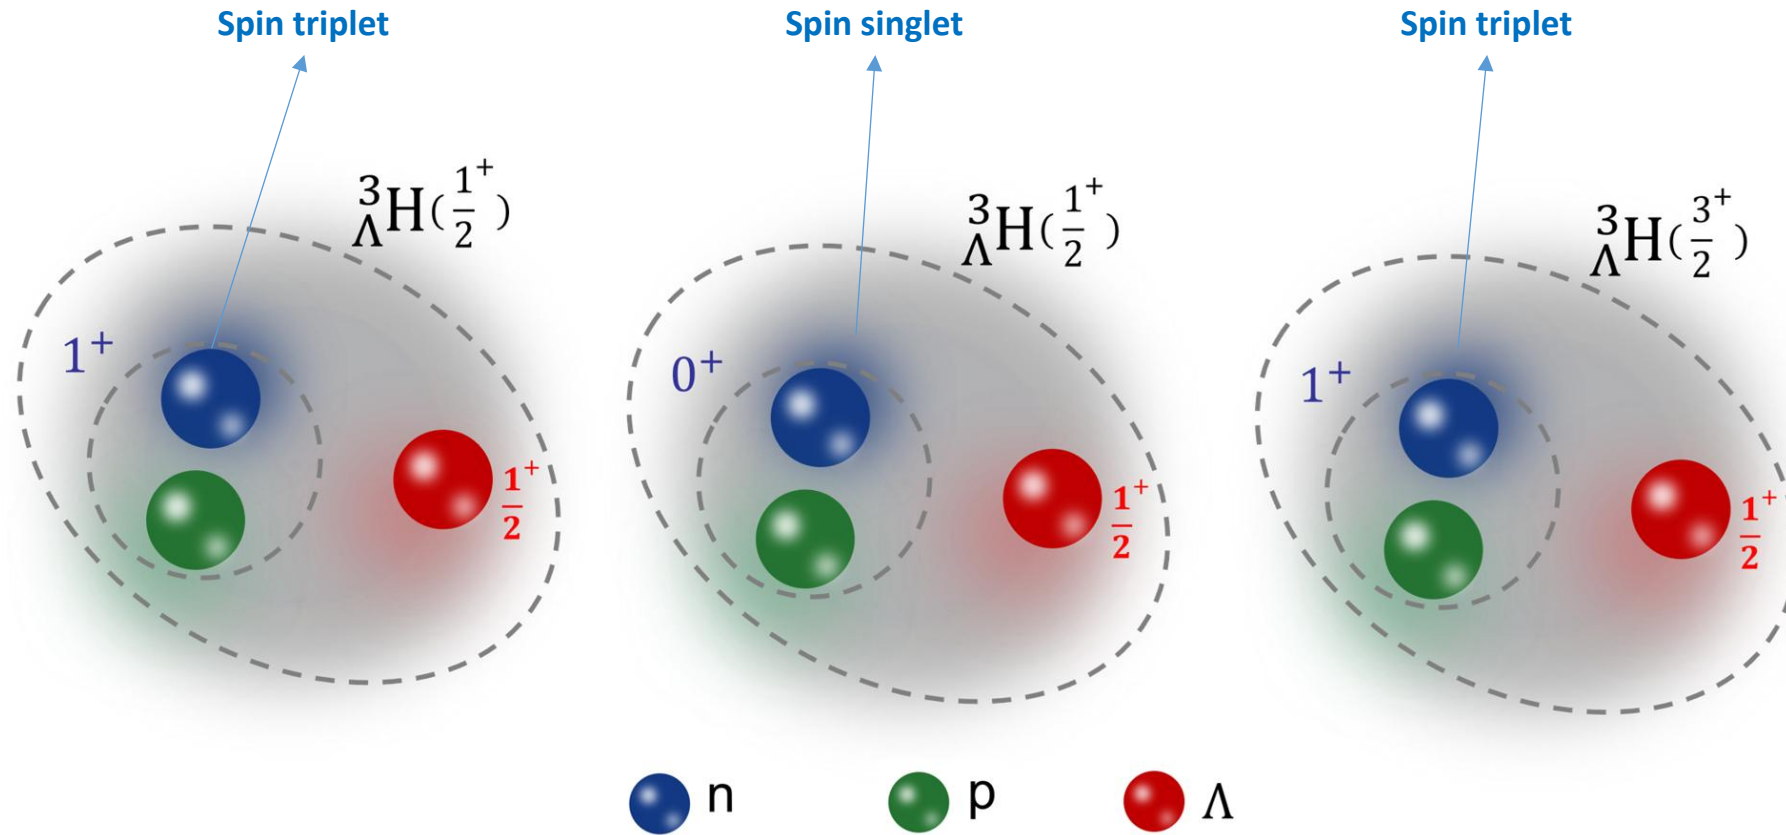 Spin triplet
Spin singlet
Spin triplet
³ΛH(1/2⁺)
³ΛH(1/2⁺)
³ΛH(3/2⁺)
1⁺
0⁺
1⁺
1/2⁺
1/2⁺
1/2⁺
n
p
Λ